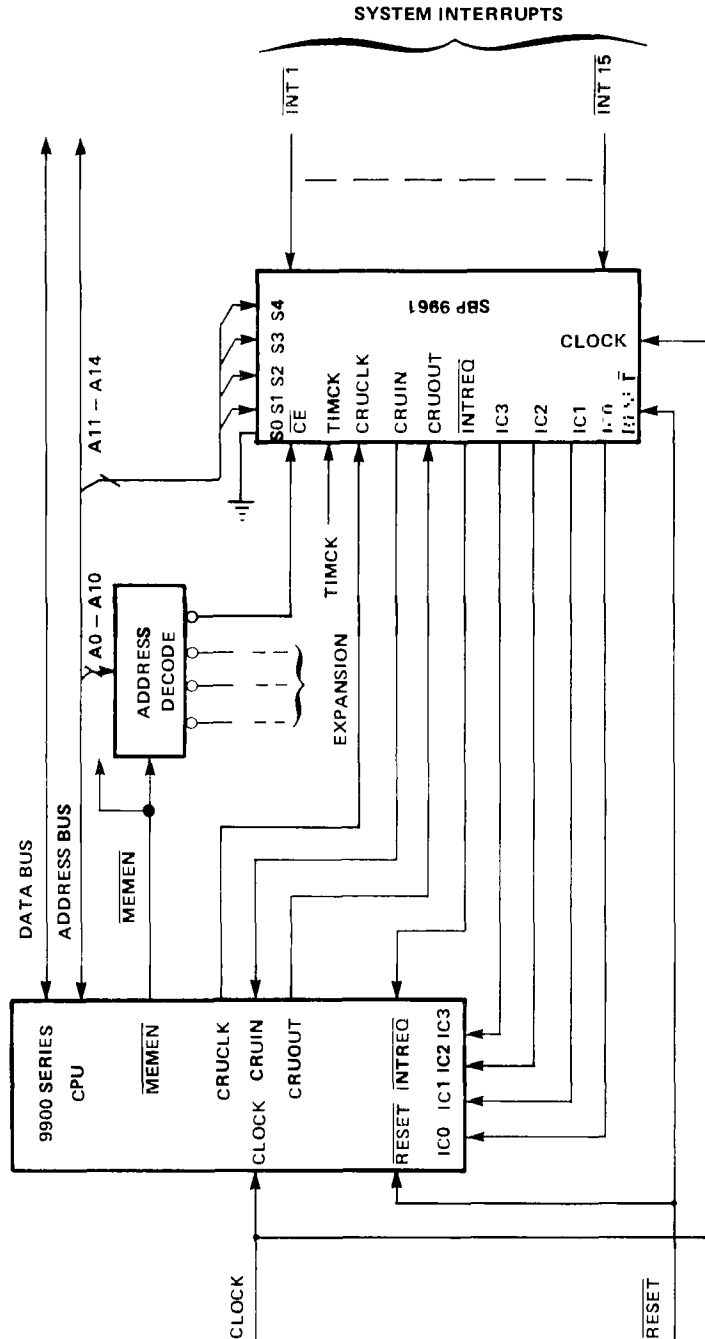 SYSTEM INTERRUPTS
INT 1
INT 15
DATA BUS
ADDRESS BUS
A0 – A10
A11 – A14
MEMEN
ADDRESS DECODE
EXPANSION
TIMCK
9900 SERIES
CPU
MEMEN
CRUCLK
CRUIN
CRUOUT
CLOCK
RESET
INTREQ
IC0 IC1 IC2 IC3
SBP 9961
S0 S1 S2 S3 S4
CE
TIMCK
CRUCLK
CRUIN
CRUOUT
INTREQ
IC3
IC2
IC1
CLOCK
CLOCK
RESET